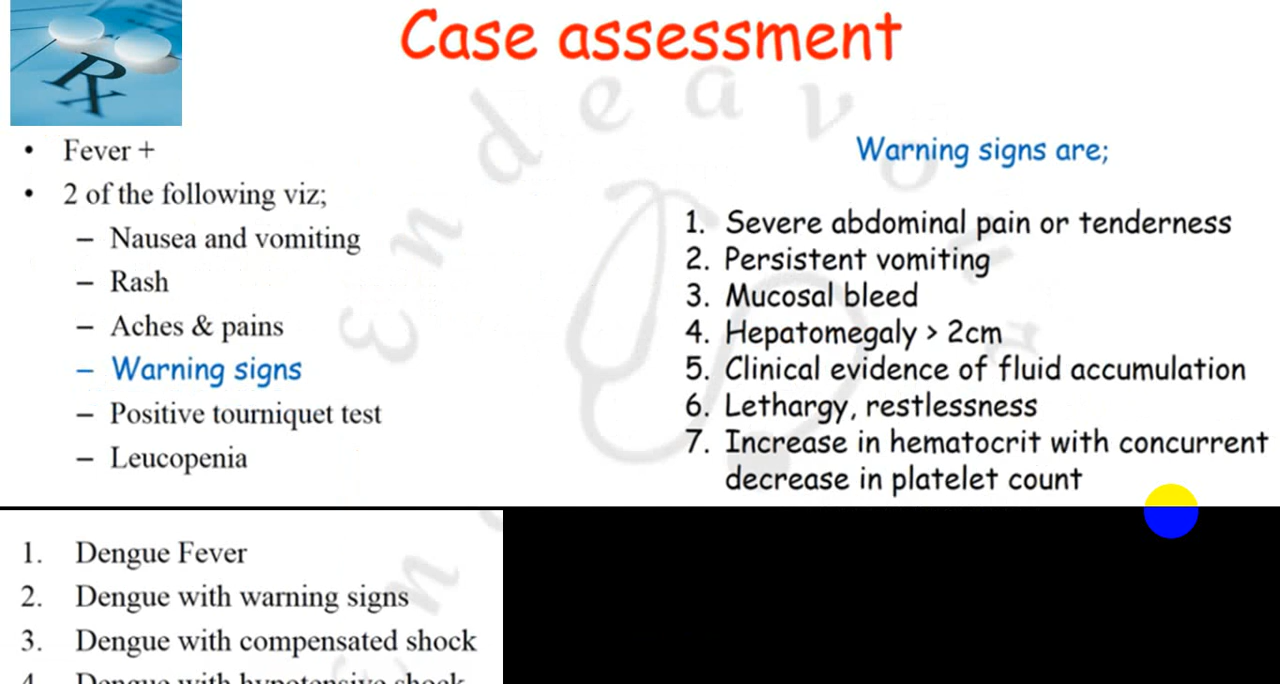 Case assessment
Rx
• Fever +
• 2 of the following viz;
– Nausea and vomiting
– Rash
– Aches & pains
– Warning signs
– Positive tourniquet test
– Leucopenia
Warning signs are;
1. Severe abdominal pain or tenderness
2. Persistent vomiting
3. Mucosal bleed
4. Hepatomegaly > 2cm
5. Clinical evidence of fluid accumulation
6. Lethargy, restlessness
7. Increase in hematocrit with concurrent
decrease in platelet count
Endeavour
1. Dengue Fever
2. Dengue with warning signs
3. Dengue with compensated shock
4. Dengue with hypotensive shock